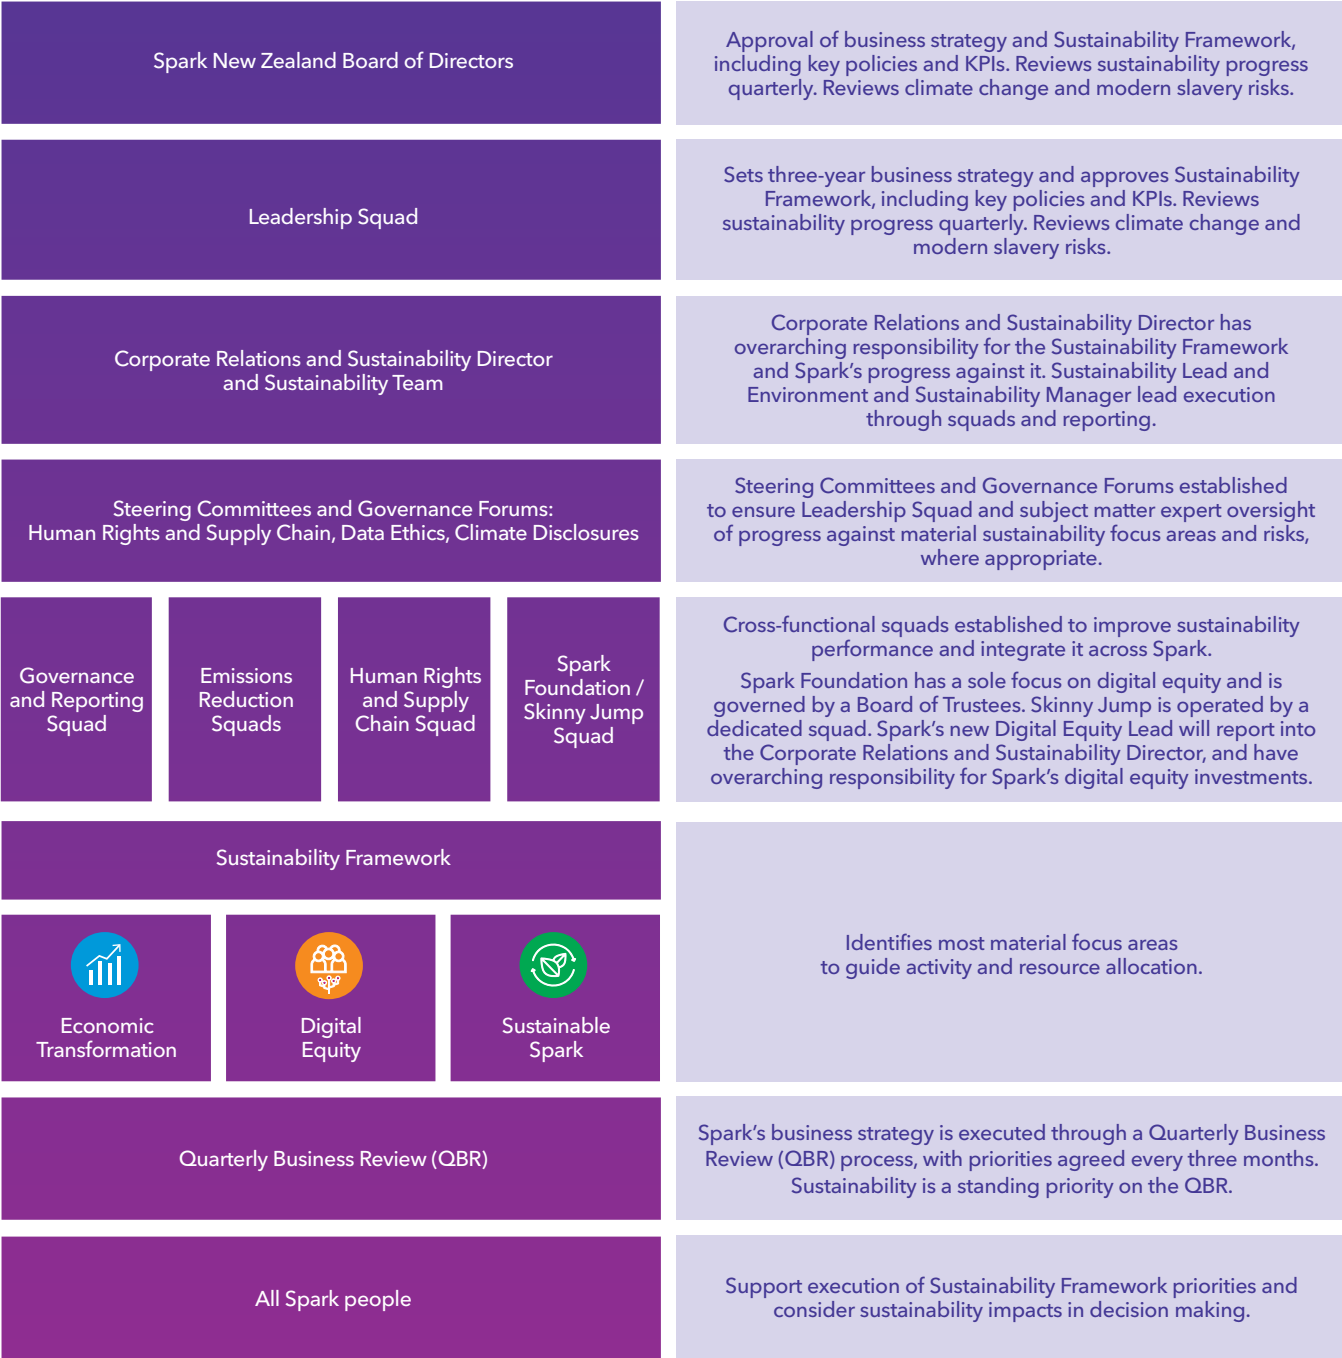 Spark New Zealand Board of Directors
Approval of business strategy and Sustainability Framework,
including key policies and KPIs. Reviews sustainability progress
quarterly. Reviews climate change and modern slavery risks.
Leadership Squad
Sets three-year business strategy and approves Sustainability
Framework, including key policies and KPIs. Reviews
sustainability progress quarterly. Reviews climate change and
modern slavery risks.
Corporate Relations and Sustainability Director
and Sustainability Team
Corporate Relations and Sustainability Director has
overarching responsibility for the Sustainability Framework
and Spark’s progress against it. Sustainability Lead and
Environment and Sustainability Manager lead execution
through squads and reporting.
Steering Committees and Governance Forums:
Human Rights and Supply Chain, Data Ethics, Climate Disclosures
Steering Committees and Governance Forums established
to ensure Leadership Squad and subject matter expert oversight
of progress against material sustainability focus areas and risks,
where appropriate.
Governance
and Reporting
Squad
Emissions
Reduction
Squads
Human Rights
and Supply
Chain Squad
Spark
Foundation /
Skinny Jump
Squad
Cross-functional squads established to improve sustainability
performance and integrate it across Spark.
Spark Foundation has a sole focus on digital equity and is
governed by a Board of Trustees. Skinny Jump is operated by a
dedicated squad. Spark’s new Digital Equity Lead will report into
the Corporate Relations and Sustainability Director, and have
overarching responsibility for Spark’s digital equity investments.
Sustainability Framework
Economic
Transformation
Digital
Equity
Sustainable
Spark
Identifies most material focus areas
to guide activity and resource allocation.
Quarterly Business Review (QBR)
Spark’s business strategy is executed through a Quarterly Business
Review (QBR) process, with priorities agreed every three months.
Sustainability is a standing priority on the QBR.
All Spark people
Support execution of Sustainability Framework priorities and
consider sustainability impacts in decision making.